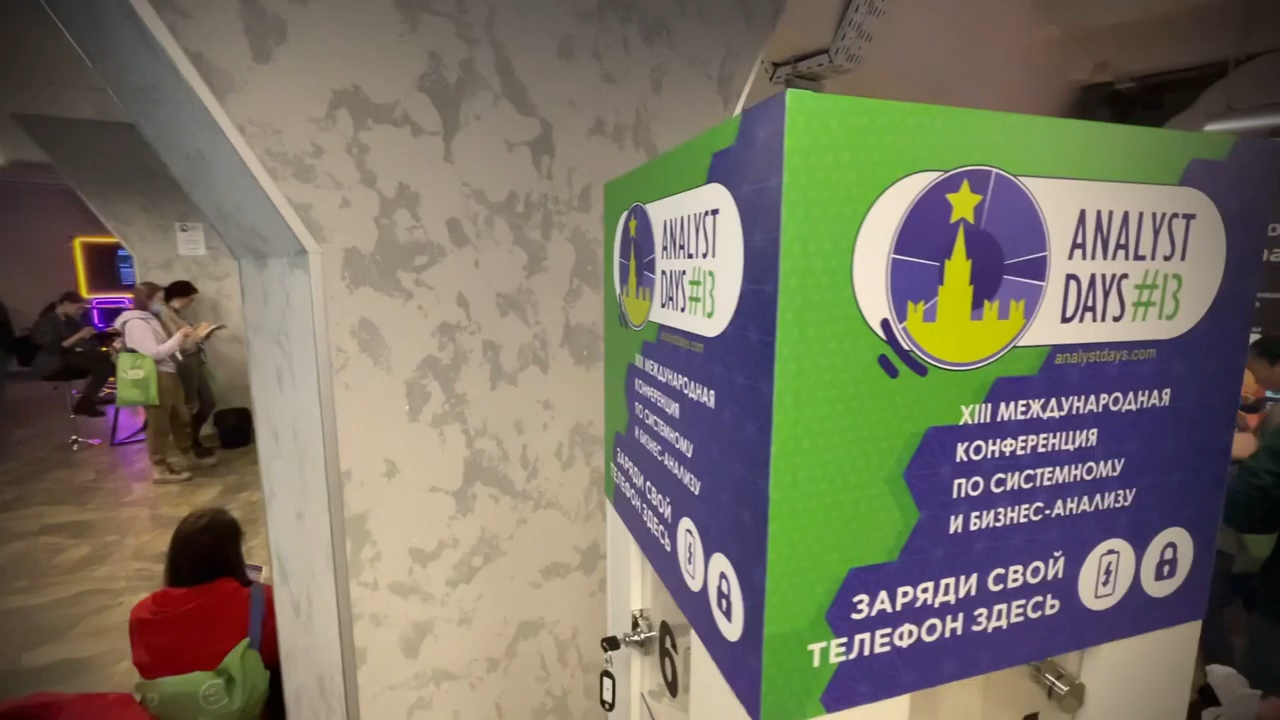 ANALYST
DAYS #13
analystdays.com
XIII МЕЖДУНАРОДНАЯ
КОНФЕРЕНЦИЯ
ПО СИСТЕМНОМУ
И БИЗНЕС-АНАЛИЗУ
ЗАРЯДИ СВОЙ
ТЕЛЕФОН ЗДЕСЬ
6
ANALYST
DAYS #13
analystdays.com
XIII МЕЖДУНАРОДНАЯ
КОНФЕРЕНЦИЯ
ПО СИСТЕМНОМУ
И БИЗНЕС-АНАЛИЗУ
ЗАРЯДИ СВОЙ
ТЕЛЕФОН ЗДЕСЬ